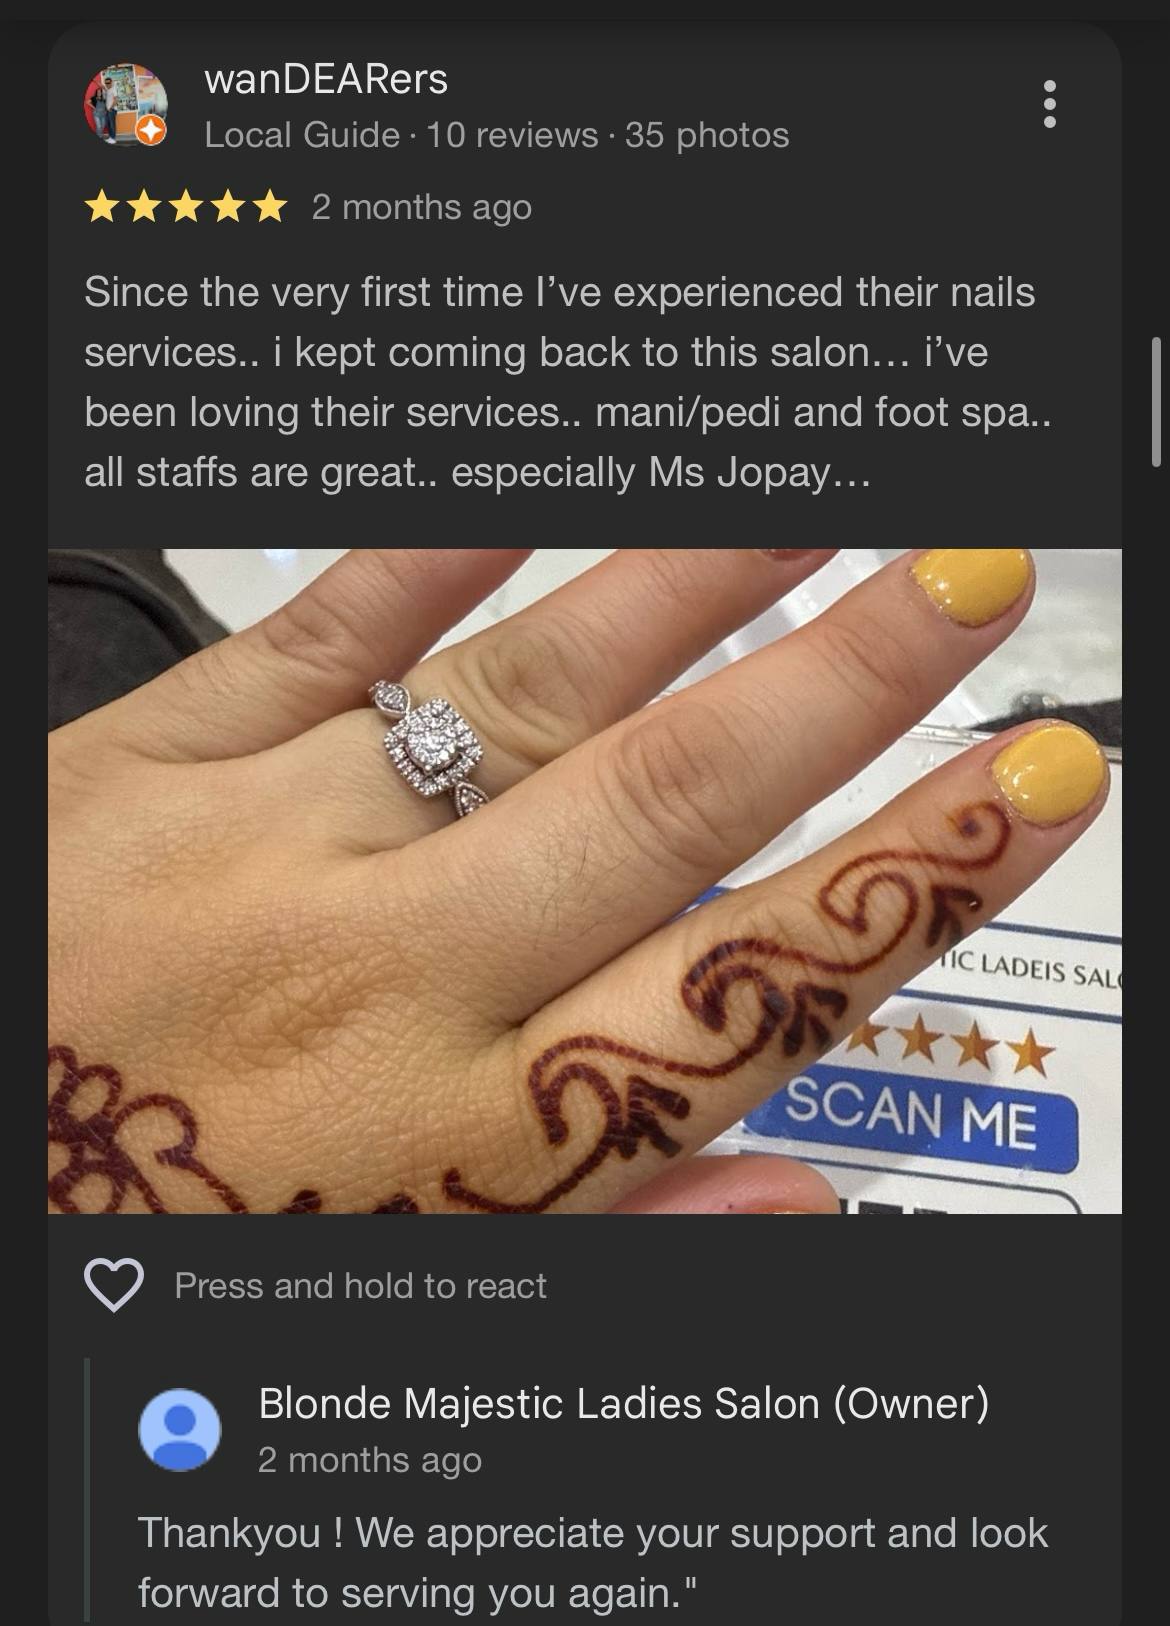 wanDEARers
Local Guide · 10 reviews · 35 photos
2 months ago
Since the very first time I’ve experienced their nails
services.. i kept coming back to this salon… i’ve
been loving their services.. mani/pedi and foot spa..
all staffs are great.. especially Ms Jopay…
TIC LADEIS SAL
SCAN ME
Press and hold to react
Blonde Majestic Ladies Salon (Owner)
2 months ago
Thankyou ! We appreciate your support and look
forward to serving you again."